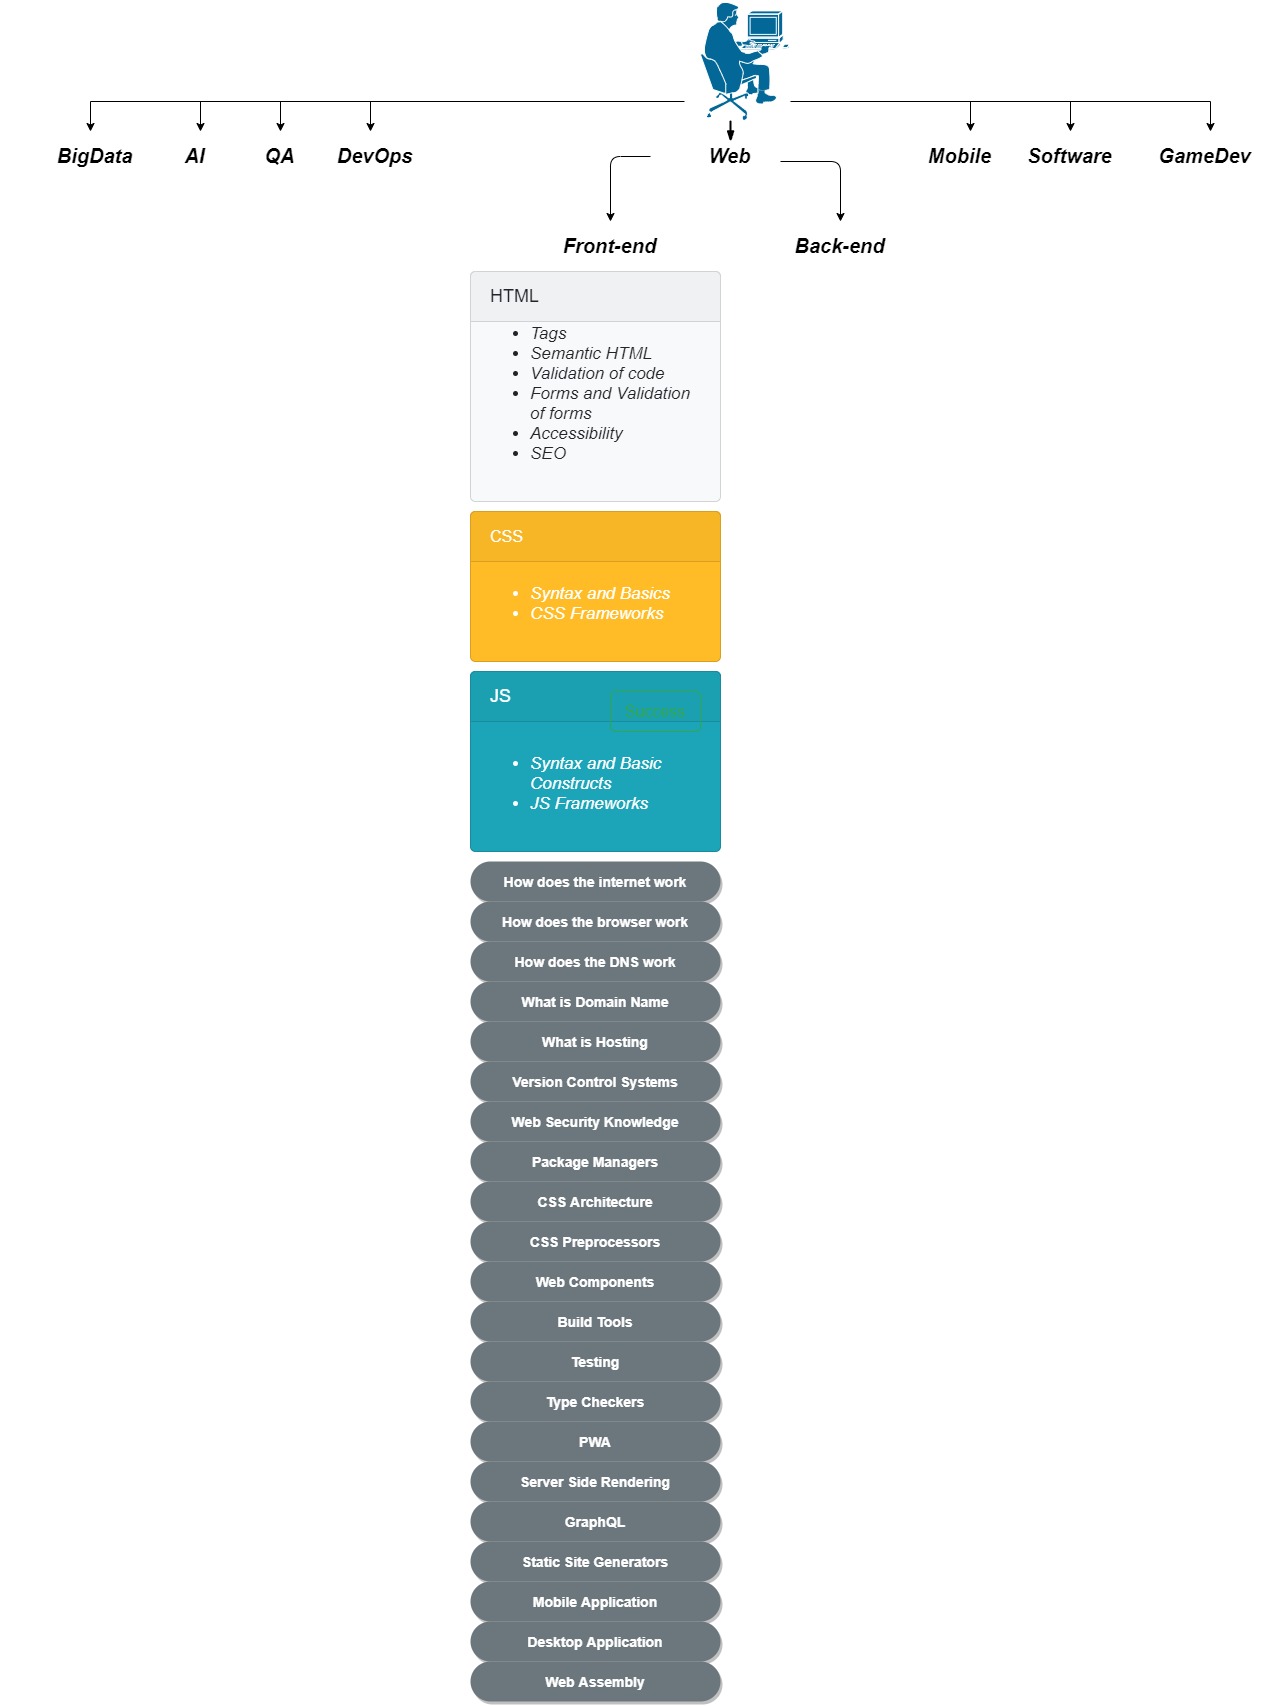 BigData AI QA DevOps Web Mobile Software GameDev
Front-end Back-end
HTML
Tags
Semantic HTML
Validation of code
Forms and Validation
of forms
Accessibility
SEO
CSS
Syntax and Basics
CSS Frameworks
JS
Success
Syntax and Basic
Constructs
JS Frameworks
How does the internet work
How does the browser work
How does the DNS work
What is Domain Name
What is Hosting
Version Control Systems
Web Security Knowledge
Package Managers
CSS Architecture
CSS Preprocessors
Web Components
Build Tools
Testing
Type Checkers
PWA
Server Side Rendering
GraphQL
Static Site Generators
Mobile Application
Desktop Application
Web Assembly